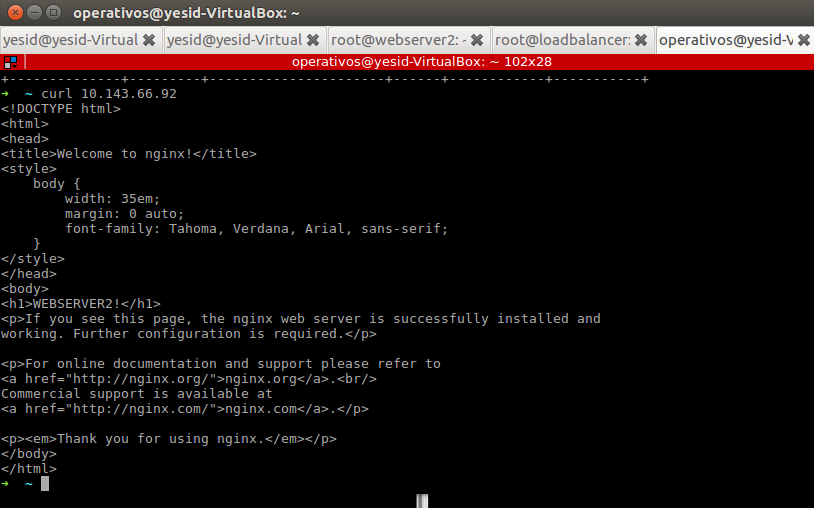 operativos@yesid-VirtualBox: ~
yesid@yesid-Virtual
yesid@yesid-Virtual
root@webserver2: -
root@loadbalancer:
operativos@yesid-V
operativos@yesid-VirtualBox: ~ 102x28
+--------------+---------+----------------------+------+------------+-----------+
➜  ~ curl 10.143.66.92
<!DOCTYPE html>
<html>
<head>
<title>Welcome to nginx!</title>
<style>
    body {
        width: 35em;
        margin: 0 auto;
        font-family: Tahoma, Verdana, Arial, sans-serif;
    }
</style>
</head>
<body>
<h1>WEBSERVER2!</h1>
<p>If you see this page, the nginx web server is successfully installed and
working. Further configuration is required.</p>

<p>For online documentation and support please refer to
<a href="http://nginx.org/">nginx.org</a>.<br/>
Commercial support is available at
<a href="http://nginx.com/">nginx.com</a>.</p>

<p><em>Thank you for using nginx.</em></p>
</body>
</html>
➜  ~